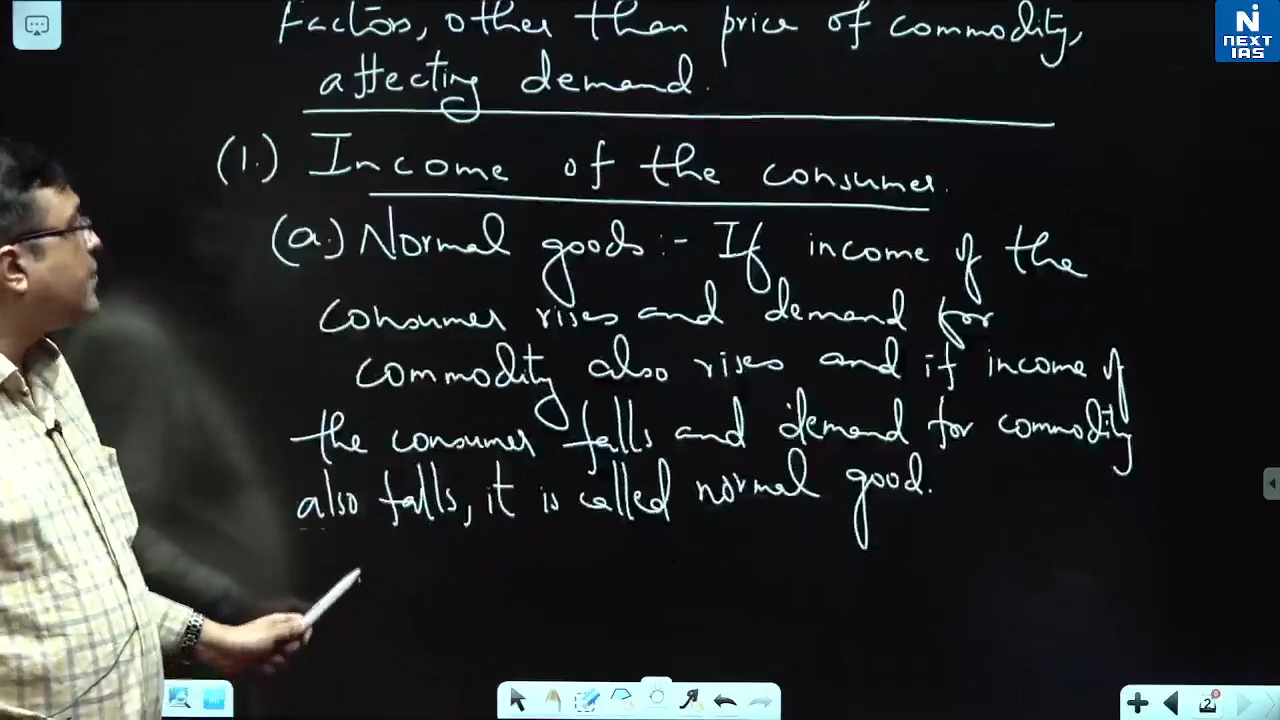 Factors, other than price of commodity,
affecting demand.
(1.) Income of the consumer.
(a.) Normal goods :- If income of the
consumer rises and demand for
commodity also rises and if income of
the consumer falls and demand for commodity
also falls, it is called normal good.
N
NEXT
IAS
2